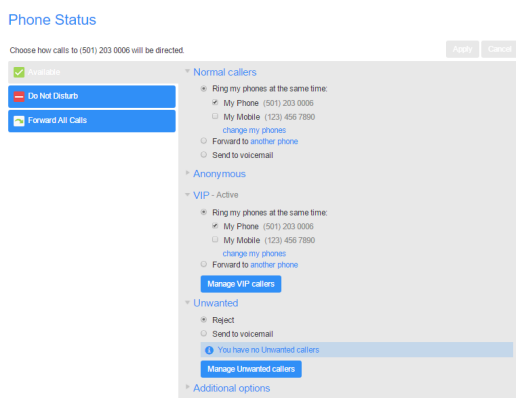 Phone Status
Choose how calls to (501) 203 0006 will be directed.
Apply Cancel
Available
Do Not Disturb
Forward All Calls
Normal callers
Ring my phones at the same time:
My Phone (501) 203 0006
My Mobile (123) 456 7890
change my phones
Forward to another phone
Send to voicemail
Anonymous
VIP - Active
Ring my phones at the same time:
My Phone (501) 203 0006
My Mobile (123) 456 7890
change my phones
Forward to another phone
Manage VIP callers
Unwanted
Reject
Send to voicemail
You have no Unwanted callers
Manage Unwanted callers
Additional options